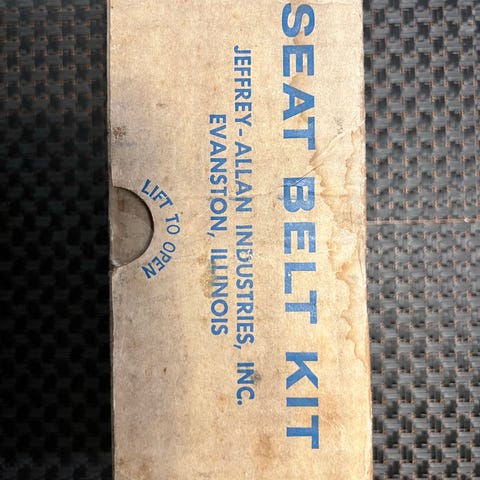 SEAT BELT KIT
JEFFREY-ALLAN INDUSTRIES, INC.
EVANSTON, ILLINOIS
LIFT TO OPEN